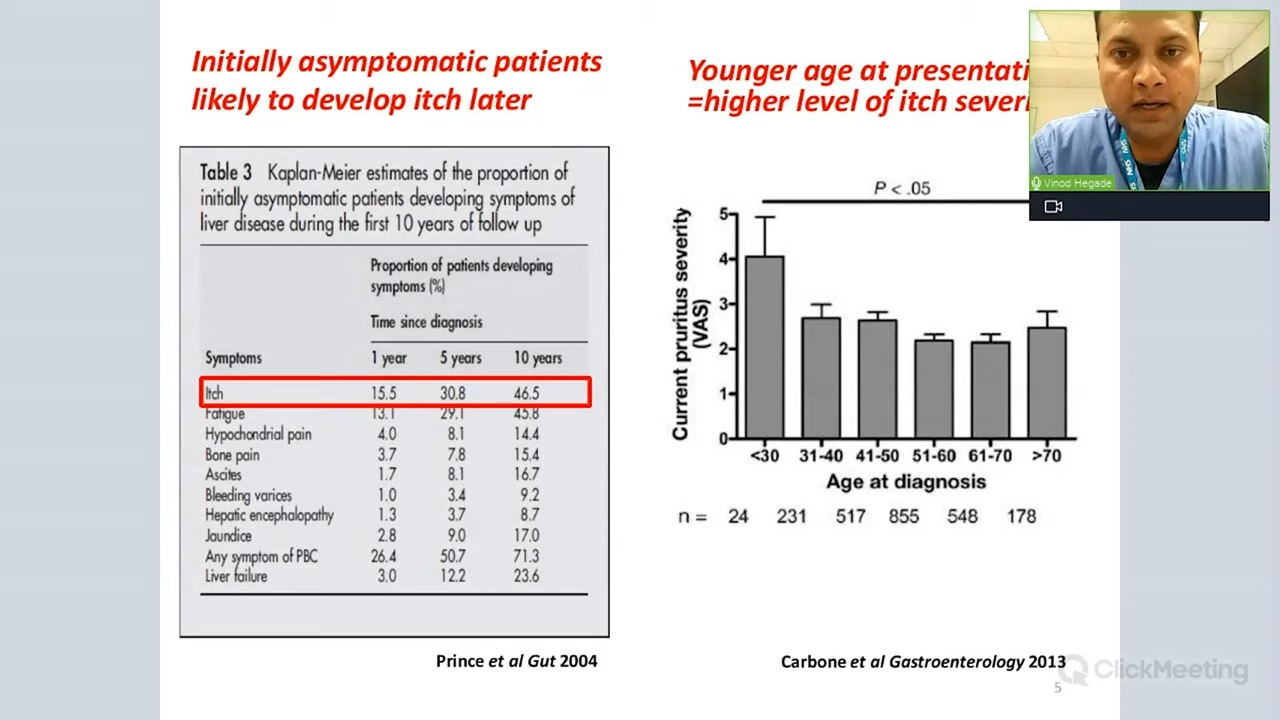 Initially asymptomatic patients
likely to develop itch later
Table 3 Kaplan-Meier estimates of the proportion of
initially asymptomatic patients developing symptoms of
liver disease during the first 10 years of follow up
Proportion of patients developing
symptoms (%)
Time since diagnosis
Symptoms 1 year 5 years 10 years
Itch 15.5 30.8 46.5
Fatigue 13.1 29.1 45.8
Hypochondrial pain 4.0 8.1 14.4
Bone pain 3.7 7.8 15.4
Ascites 1.7 8.1 16.7
Bleeding varices 1.0 3.4 9.2
Hepatic encephalopathy 1.3 3.7 8.7
Jaundice 2.8 9.0 17.0
Any symptom of PBC 26.4 50.7 71.3
Liver failure 3.0 12.2 23.6
Prince et al Gut 2004
Younger age at presentati
=higher level of itch severi
P < .05
Current pruritus severity
(VAS)
5
4
3
2
1
0
<30 31-40 41-50 51-60 61-70 >70
Age at diagnosis
n = 24 231 517 855 548 178
Carbone et al Gastroenterology 2013
5
NHS
NHS
Vinod Hegade
ClickMeeting